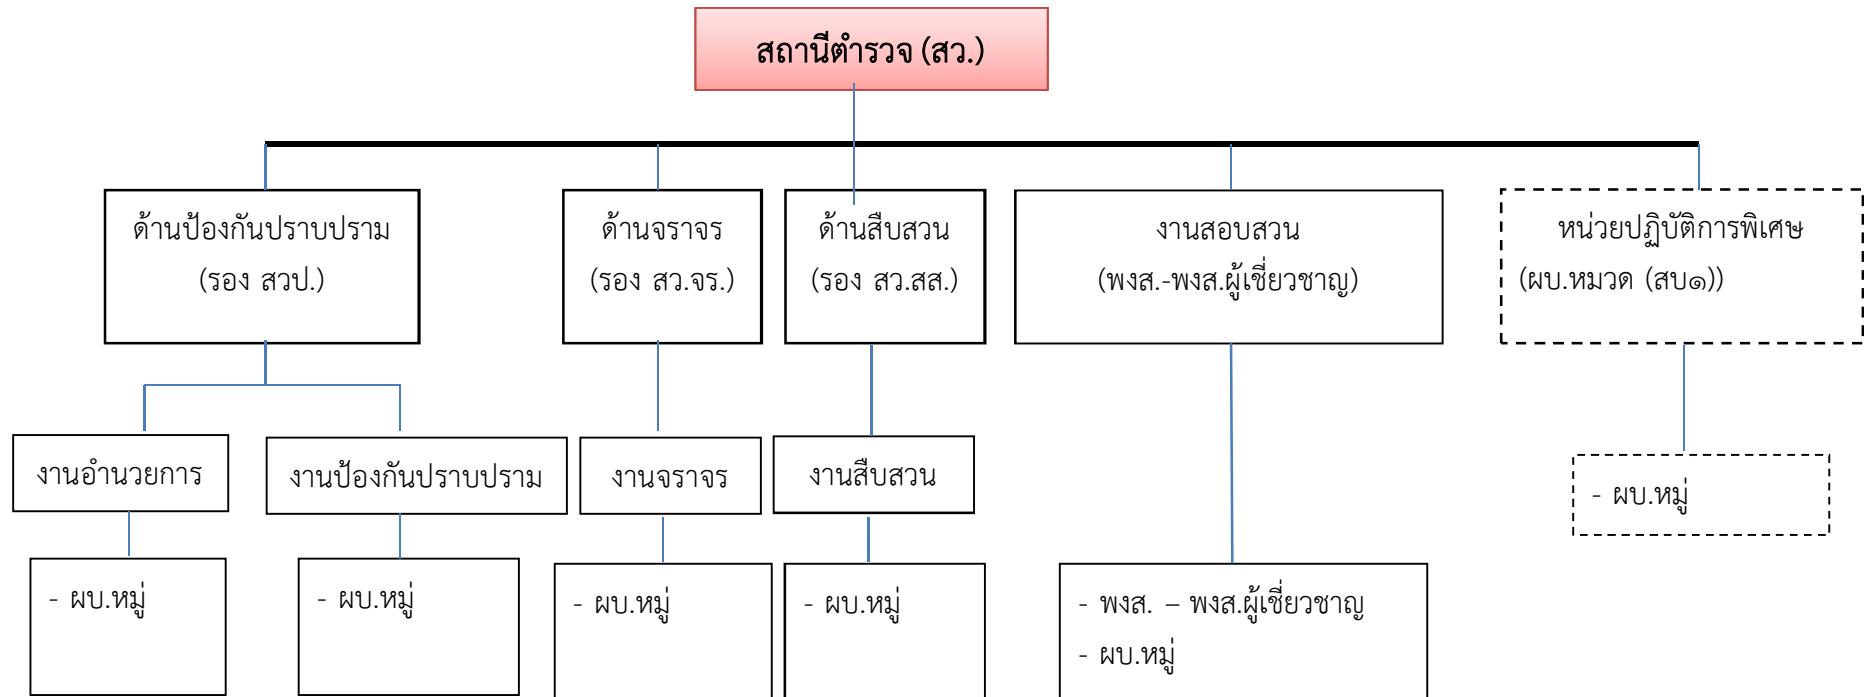 สถานีตำรวจ (สว.)
ด้านป้องกันปราบปราม
(รอง สวป.)
ด้านจราจร
(รอง สว.จร.)
ด้านสืบสวน
(รอง สว.สส.)
งานสอบสวน
(พงส.-พงส.ผู้เชี่ยวชาญ)
หน่วยปฏิบัติการพิเศษ
(ผบ.หมวด (สบ๑))
งานอำนวยการ
งานป้องกันปราบปราม
งานจราจร
งานสืบสวน
- ผบ.หมู่
- ผบ.หมู่
- ผบ.หมู่
- ผบ.หมู่
- ผบ.หมู่
- พงส. – พงส.ผู้เชี่ยวชาญ
- ผบ.หมู่